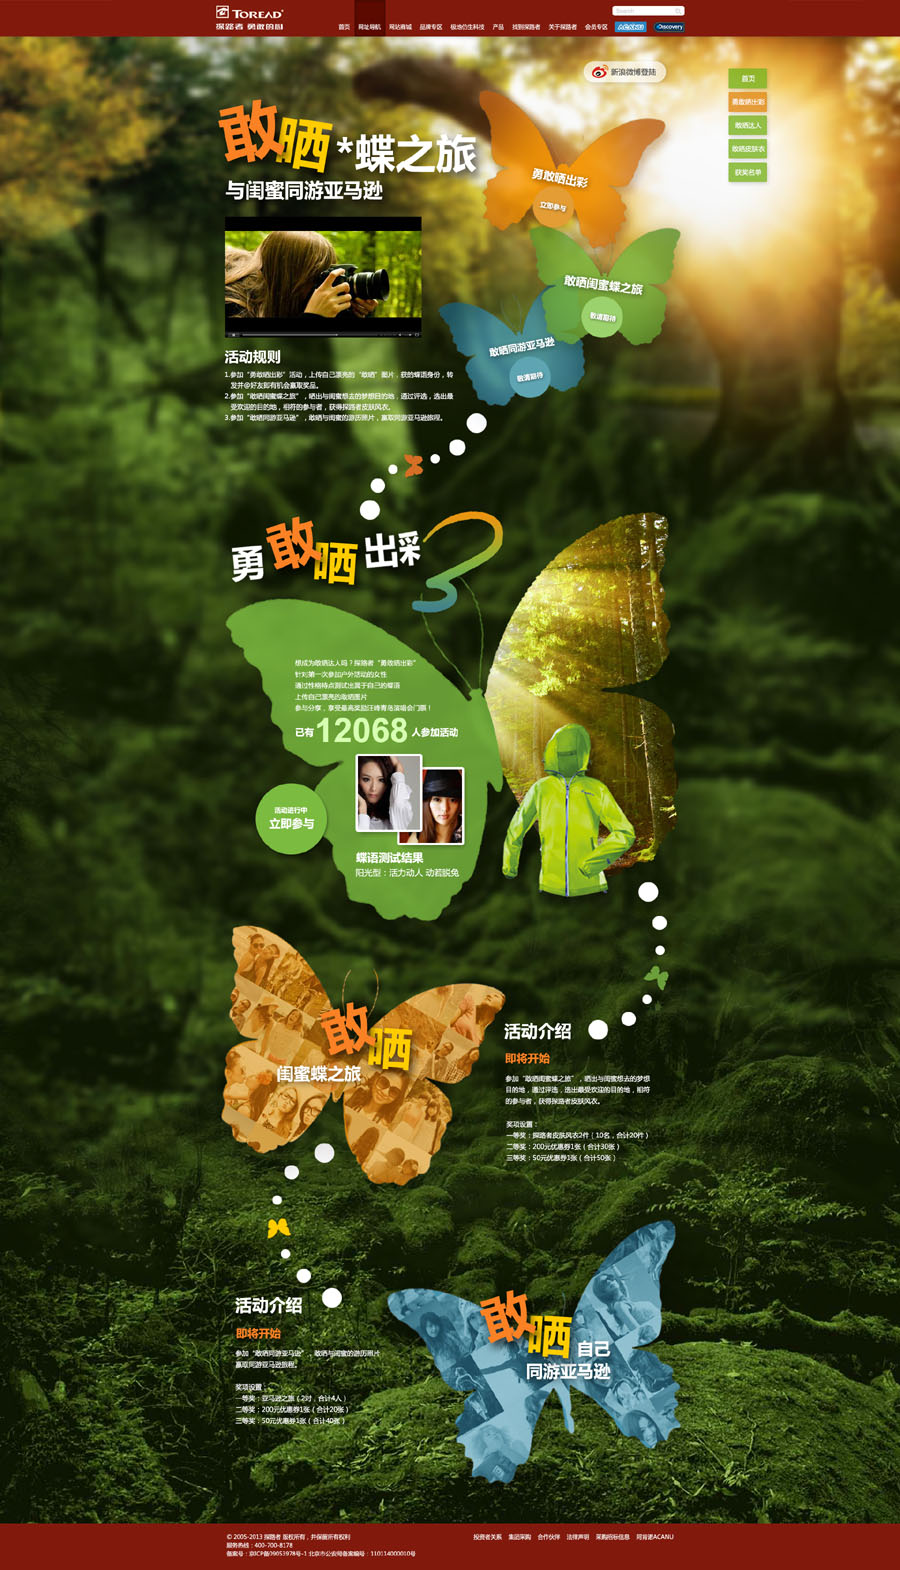 TOREAD
探路者 勇敢的心
Search
首页 网址导航 网站商城 品牌专区 极地仿生科技 产品 找到探路者 关于探路者 会员专区 ACANU Discovery
新浪微博登陆
首页
勇敢晒出彩
敢晒达人
敢晒皮肤衣
获奖名单
敢晒*蝶之旅
与闺蜜同游亚马逊
勇敢晒出彩
立即参与
敢晒闺蜜蝶之旅
敬请期待
敢晒同游亚马逊
敬请期待
活动规则
1.参加“勇敢晒出彩”活动，上传自己漂亮的“敢晒”图片，获的蝶语身份，转
发并@好友即有机会赢取奖品。
2.参加“敢晒闺蜜蝶之旅”，晒出与闺蜜想去的梦想目的地，通过评选，选出最
受欢迎的目的地，相符的参与者，获得探路者皮肤风衣。
3.参加“敢晒同游亚马逊”，敢晒与闺蜜的游历照片，赢取同游亚马逊旅程。
勇敢晒出彩
想成为敢晒达人吗？探路者“勇敢晒出彩”
针对第一次参加户外活动的女性
通过性格特点测试出属于自己的蝶语
上传自己漂亮的敢晒图片
参与分享，享受最高奖励汪峰青岛演唱会门票！
已有12068人参加活动
活动进行中
立即参与
蝶语测试结果
阳光型：活力动人 动若脱兔
敢晒
闺蜜蝶之旅
活动介绍
即将开始
参加“敢晒闺蜜蝶之旅”，晒出与闺蜜想去的梦想
目的地，通过评选，选出最受欢迎的目的地，相符
的参与者，获得探路者皮肤风衣。
奖项设置：
一等奖：探路者皮肤风衣2件（10名，合计20件）
二等奖：200元优惠券1张（合计30张）
三等奖：50元优惠券1张（合计50张）
活动介绍
即将开始
参加“敢晒同游亚马逊”，敢晒与闺蜜的游历照片
赢取同游亚马逊旅程。
奖项设置：
一等奖：亚马逊之旅（2对，合计4人）
二等奖：200元优惠券1张（合计20张）
三等奖：50元优惠券1张（合计40张）
敢晒自己
同游亚马逊
© 2005-2013 探路者 版权所有，并保留所有权利
服务热线：400-700-8178
备案号：京ICP备09053978号-1 北京市公安局备案编号：110114000010号
投资者关系 集团采购 合作伙伴 法律声明 采购招标信息 阿肯诺ACANU